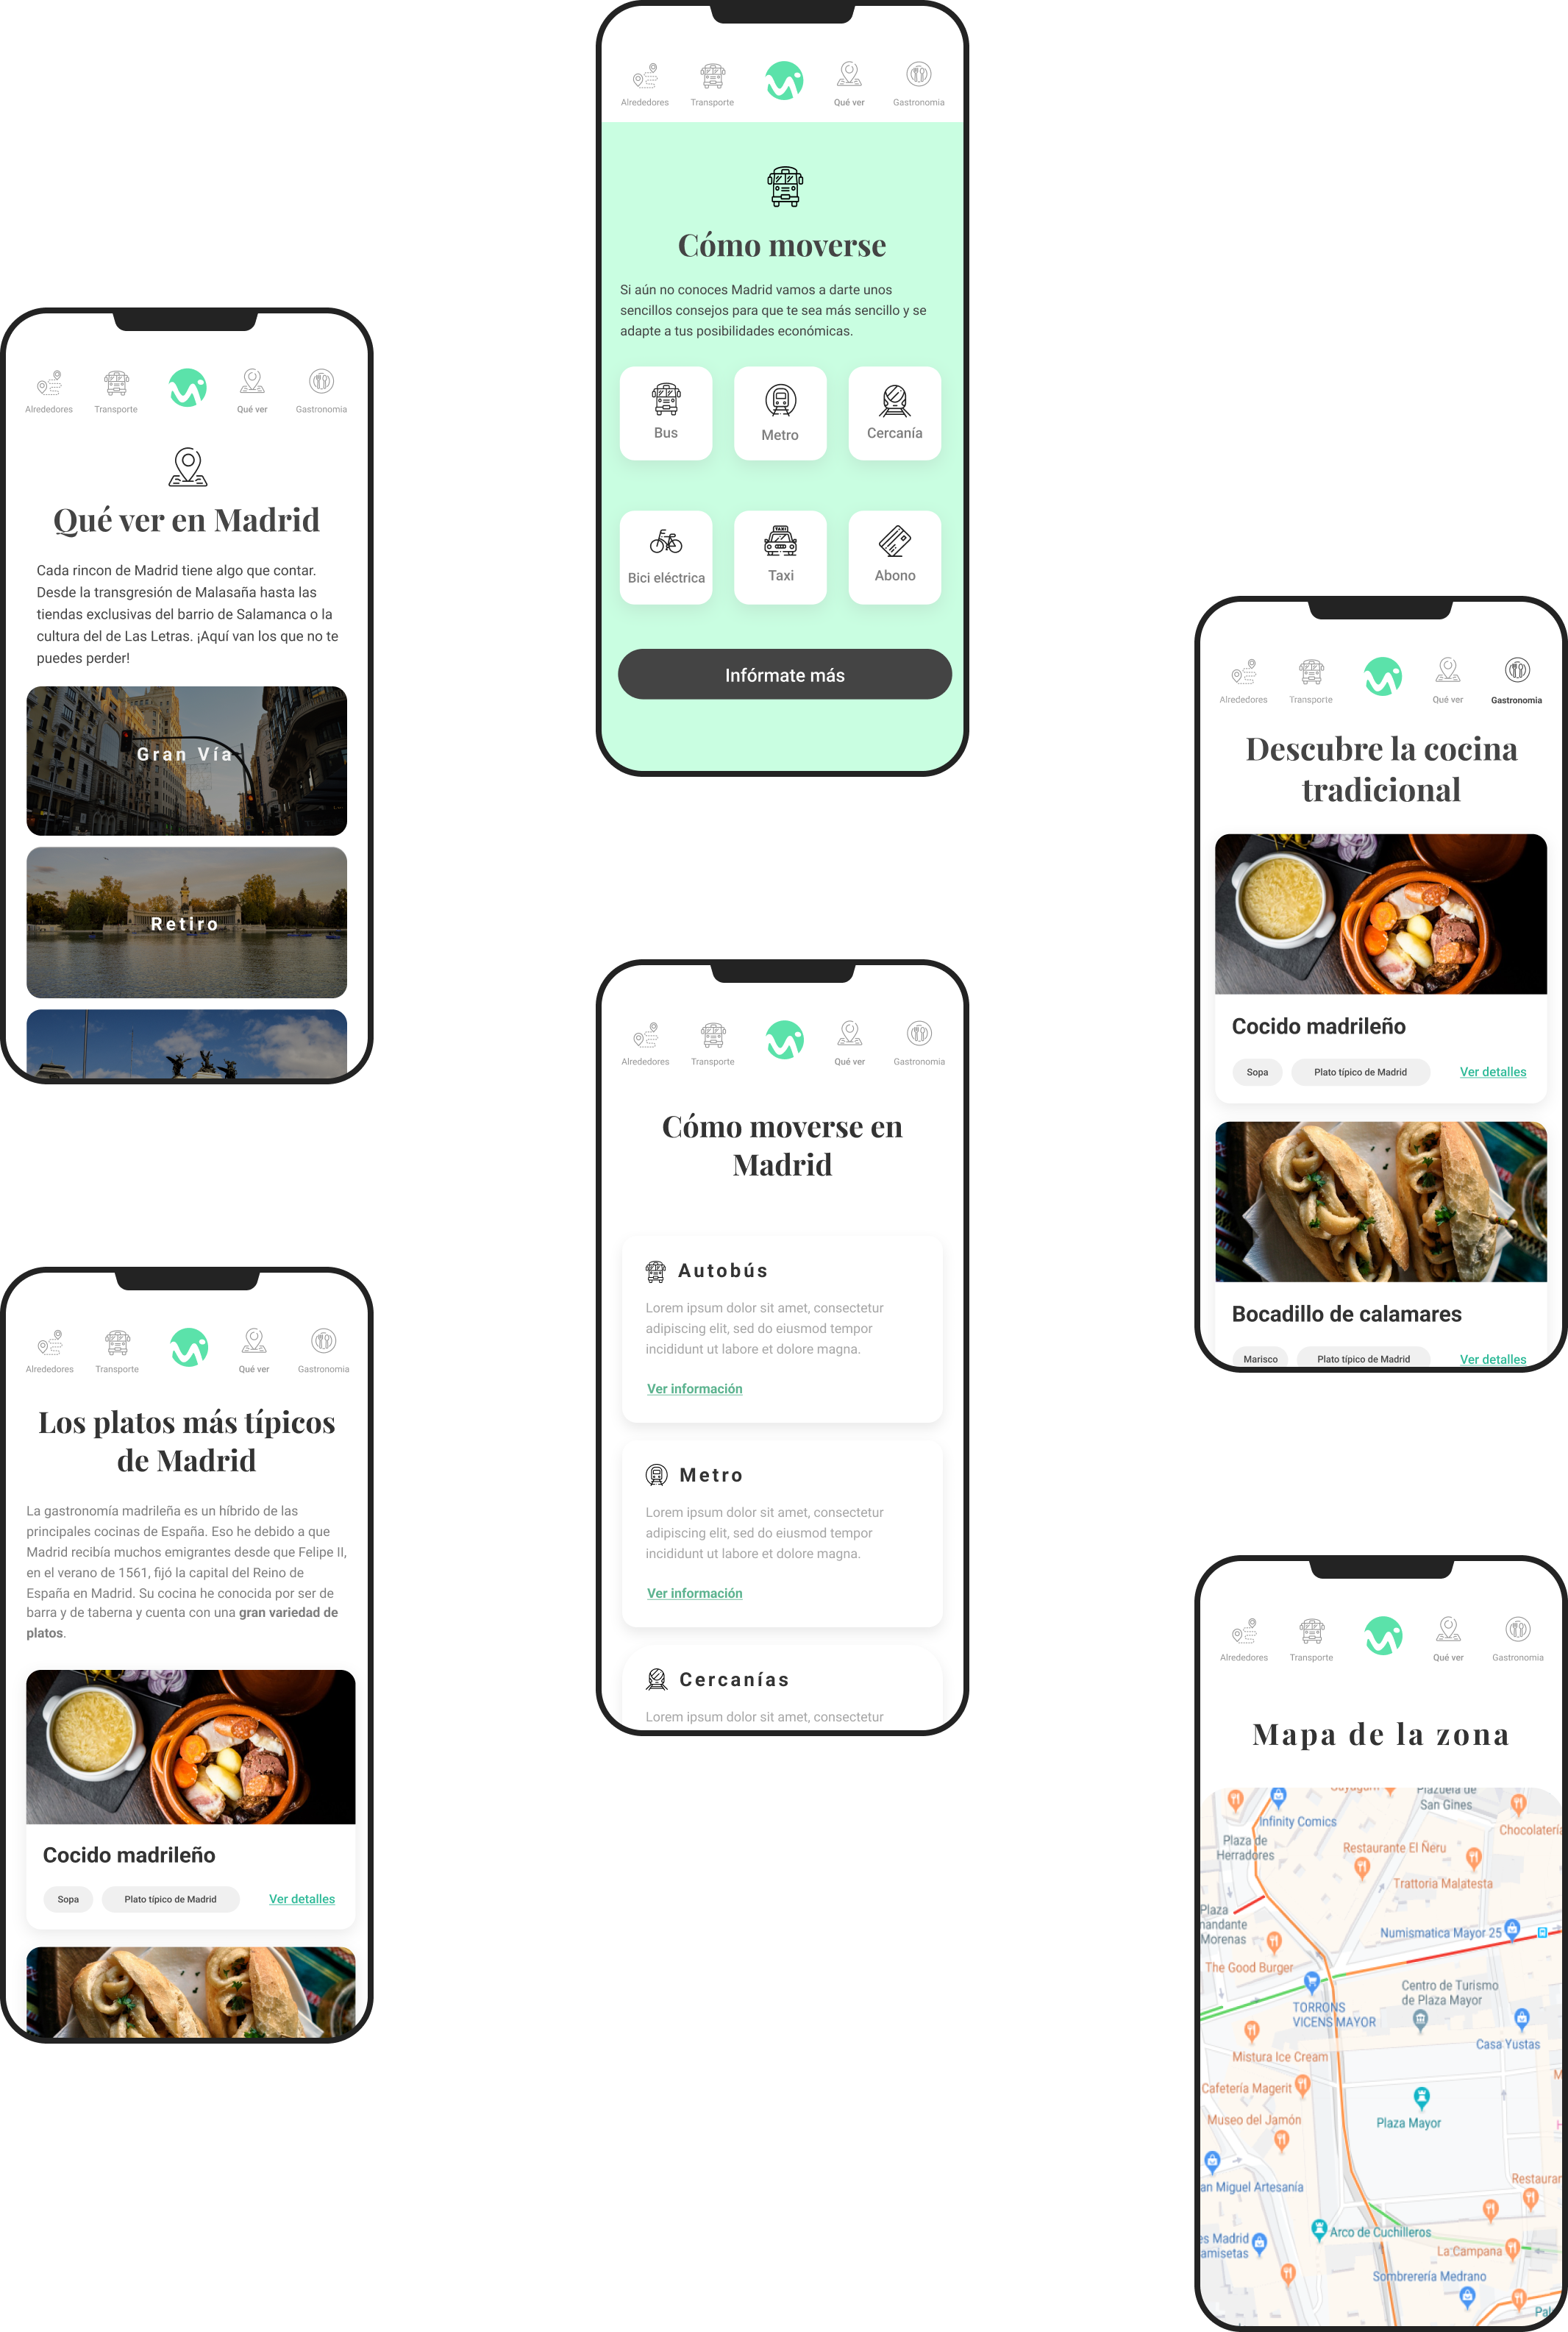 Alrededores
Transporte
Qué ver
Gastronomia
Cómo moverse
Si aún no conoces Madrid vamos a darte unos
sencillos consejos para que te sea más sencillo y se
adapte a tus posibilidades económicas.
Bus
Metro
Cercanía
Bici eléctrica
Taxi
Abono
Infórmate más
Alrededores
Transporte
Qué ver
Gastronomia
Qué ver en Madrid
Cada rincon de Madrid tiene algo que contar.
Desde la transgresión de Malasaña hasta las
tiendas exclusivas del barrio de Salamanca o la
cultura del de Las Letras. ¡Aquí van los que no te
puedes perder!
Gran Vía
Retiro
Alrededores
Transporte
Qué ver
Gastronomia
Descubre la cocina
tradicional
Cocido madrileño
Sopa
Plato típico de Madrid
Ver detalles
Bocadillo de calamares
Marisco
Plato típico de Madrid
Ver detalles
Alrededores
Transporte
Qué ver
Gastronomia
Cómo moverse en
Madrid
Autobús
Lorem ipsum dolor sit amet, consectetur
adipiscing elit, sed do eiusmod tempor
incididunt ut labore et dolore magna.
Ver información
Metro
Lorem ipsum dolor sit amet, consectetur
adipiscing elit, sed do eiusmod tempor
incididunt ut labore et dolore magna.
Ver información
Cercanías
Lorem ipsum dolor sit amet, consectetur
Alrededores
Transporte
Qué ver
Gastronomia
Los platos más típicos
de Madrid
La gastronomía madrileña es un híbrido de las
principales cocinas de España. Eso he debido a que
Madrid recibía muchos emigrantes desde que Felipe II,
en el verano de 1561, fijó la capital del Reino de
España en Madrid. Su cocina he conocida por ser de
barra y de taberna y cuenta con una gran variedad de
platos.
Cocido madrileño
Sopa
Plato típico de Madrid
Ver detalles
Alrededores
Transporte
Qué ver
Gastronomia
Mapa de la zona
Plazuela de
San Gines
Infinity Comics
Chocolatería
Plaza de
Herradores
Restaurante El Ñeru
Trattoria Malatesta
Plaza
mandante
Morenas
Numismatica Mayor 25
The Good Burger
Centro de Turismo
de Plaza Mayor
TORRONS
VICENS MAYOR
Casa Yustas
Mistura Ice Cream
Cafetería Magerit
Museo del Jamón
Plaza Mayor
an Miguel Artesanía
Restaurar
Arco de Cuchilleros
es Madrid
amisetas
La Campana
Sombrerería Medrano